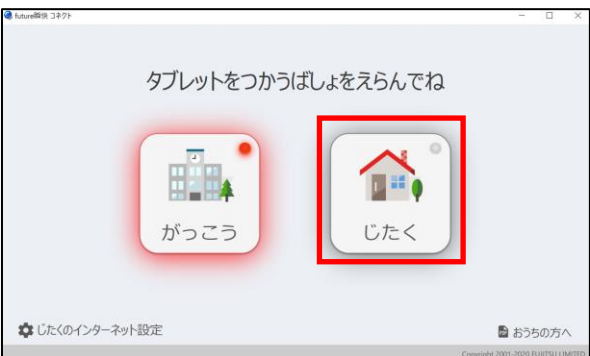 future瞬快 コネクト
タブレットをつかうばしょをえらんでね
がっこう
じたく
じたくのインターネット設定
おうちの方へ
Copyright 2001-2020 FUJITSU LIMITED